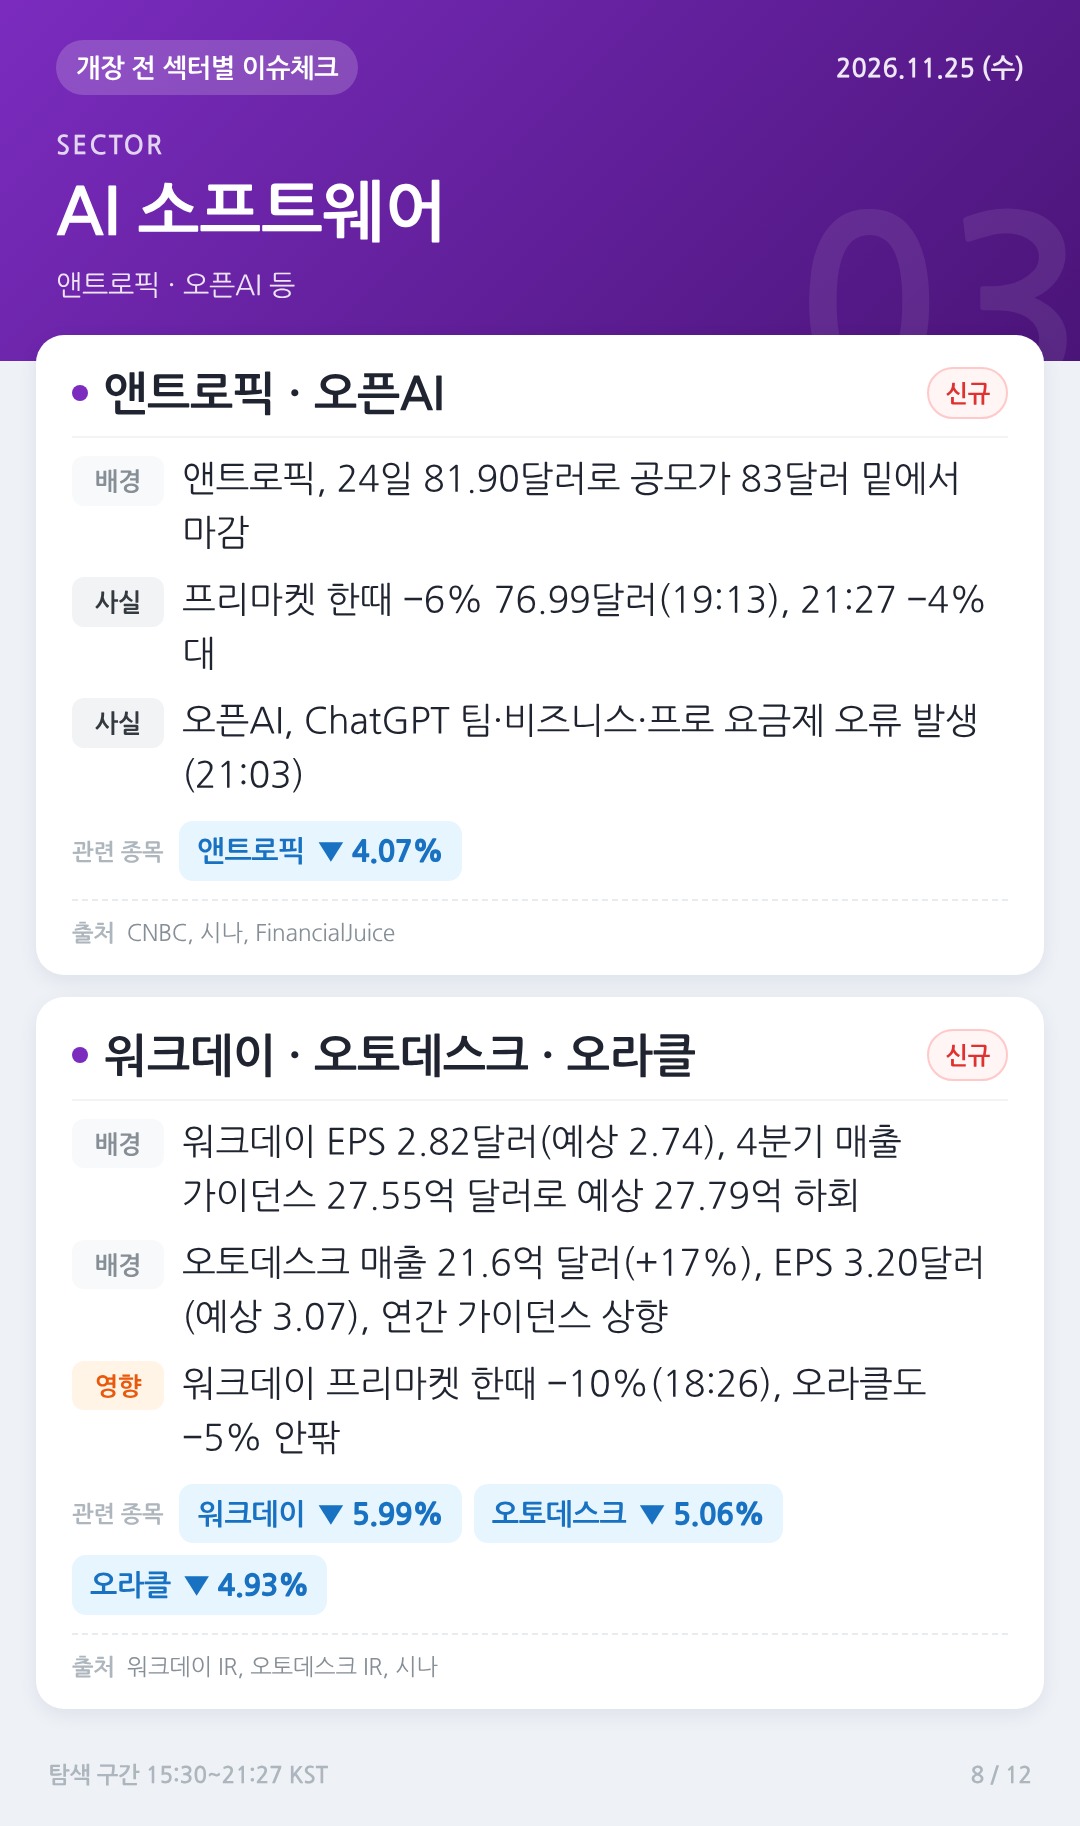 개장 전 섹터별 이슈체크
2026.11.25 (수)
SECTOR
AI 소프트웨어
앤트로픽 · 오픈AI 등
03
앤트로픽 · 오픈AI
신규
배경 앤트로픽, 24일 81.90달러로 공모가 83달러 밑에서
마감
사실 프리마켓 한때 −6% 76.99달러(19:13), 21:27 −4%
대
사실 오픈AI, ChatGPT 팀·비즈니스·프로 요금제 오류 발생
(21:03)
관련 종목 앤트로픽 ▼ 4.07%
출처 CNBC, 시나, FinancialJuice
워크데이 · 오토데스크 · 오라클
신규
배경 워크데이 EPS 2.82달러(예상 2.74), 4분기 매출
가이던스 27.55억 달러로 예상 27.79억 하회
배경 오토데스크 매출 21.6억 달러(+17%), EPS 3.20달러
(예상 3.07), 연간 가이던스 상향
영향 워크데이 프리마켓 한때 −10%(18:26), 오라클도
−5% 안팎
관련 종목 워크데이 ▼ 5.99% 오토데스크 ▼ 5.06%
오라클 ▼ 4.93%
출처 워크데이 IR, 오토데스크 IR, 시나
탐색 구간 15:30~21:27 KST
8 / 12